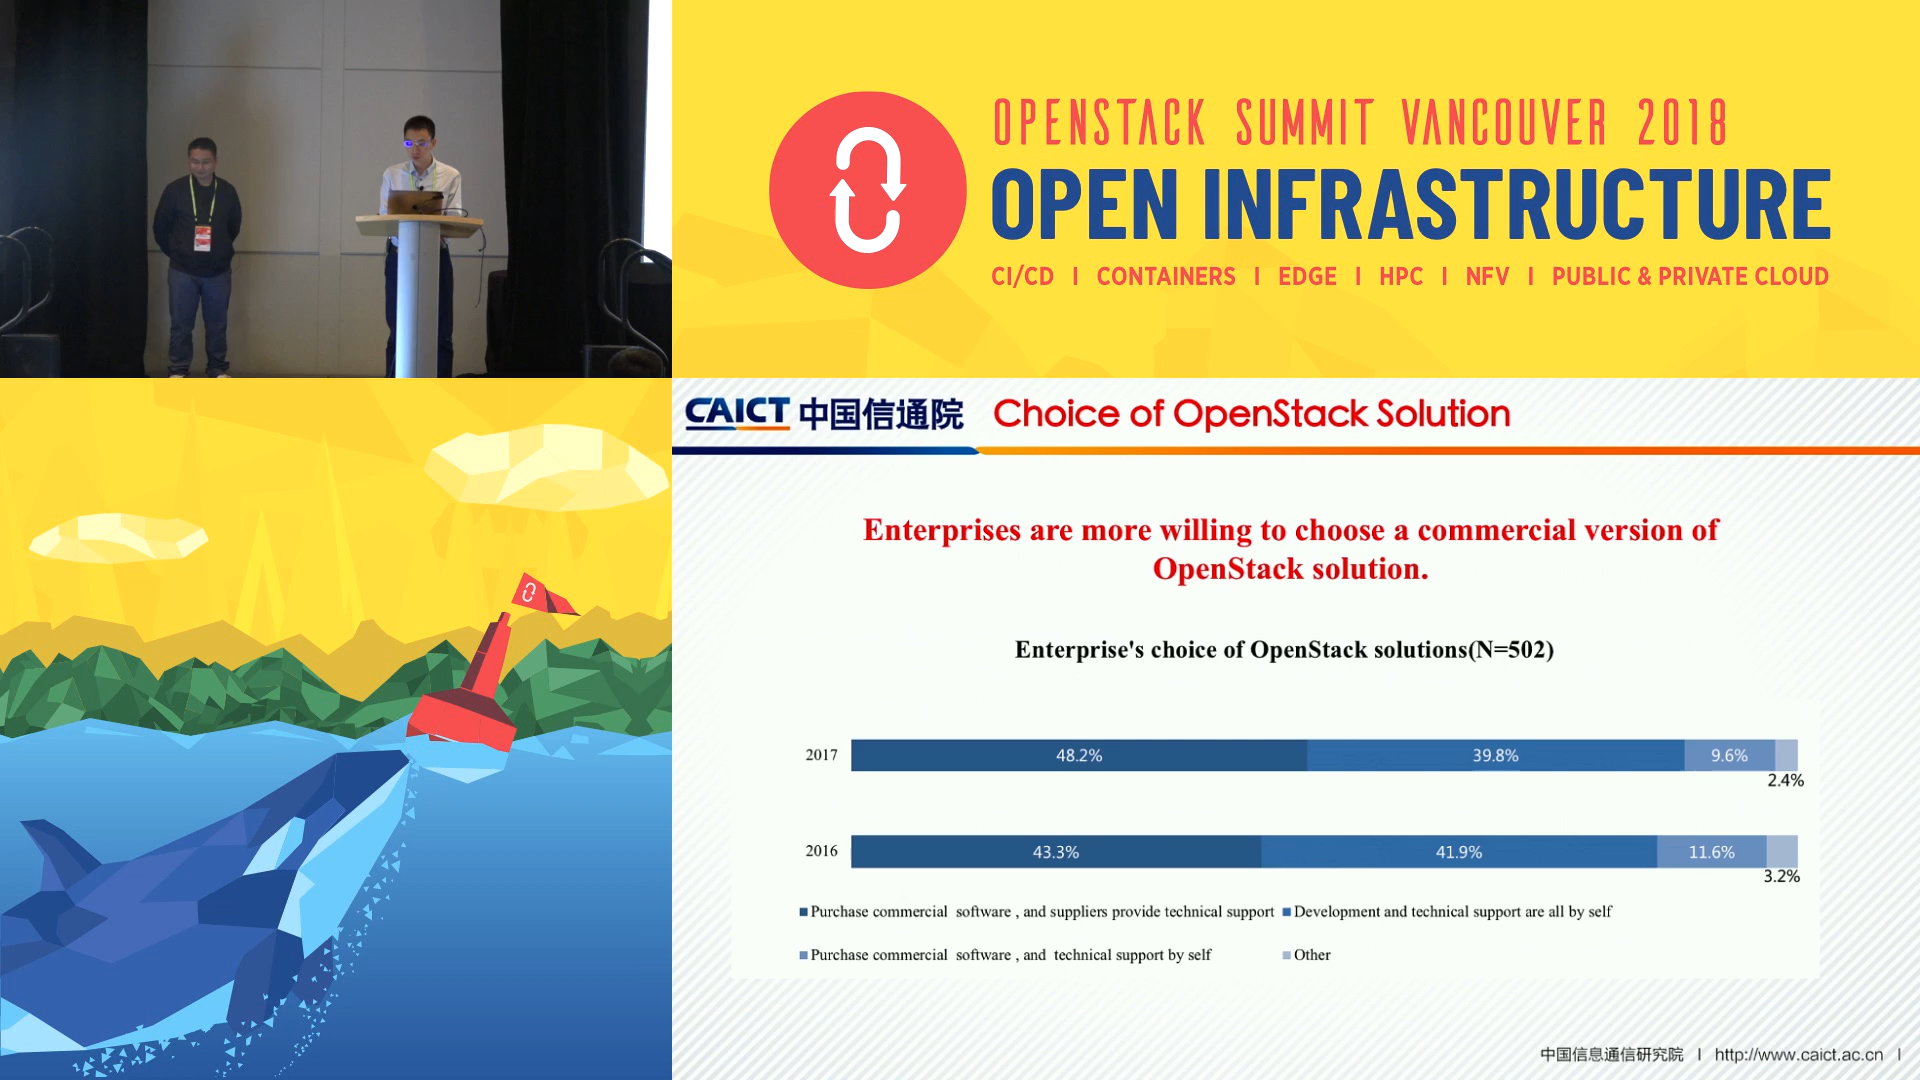 OPENSTACK SUMMIT VANCOUVER 2018
OPEN INFRASTRUCTURE
CI/CD | CONTAINERS | EDGE | HPC | NFV | PUBLIC & PRIVATE CLOUD
CAICT 中国信通院 Choice of OpenStack Solution
Enterprises are more willing to choose a commercial version of
OpenStack solution.
Enterprise's choice of OpenStack solutions(N=502)
2017 48.2% 39.8% 9.6%
2.4%
2016 43.3% 41.9% 11.6%
3.2%
Purchase commercial software , and suppliers provide technical support Development and technical support are all by self
Purchase commercial software , and technical support by self Other
中国信息通信研究院 | http://www.caict.ac.cn |